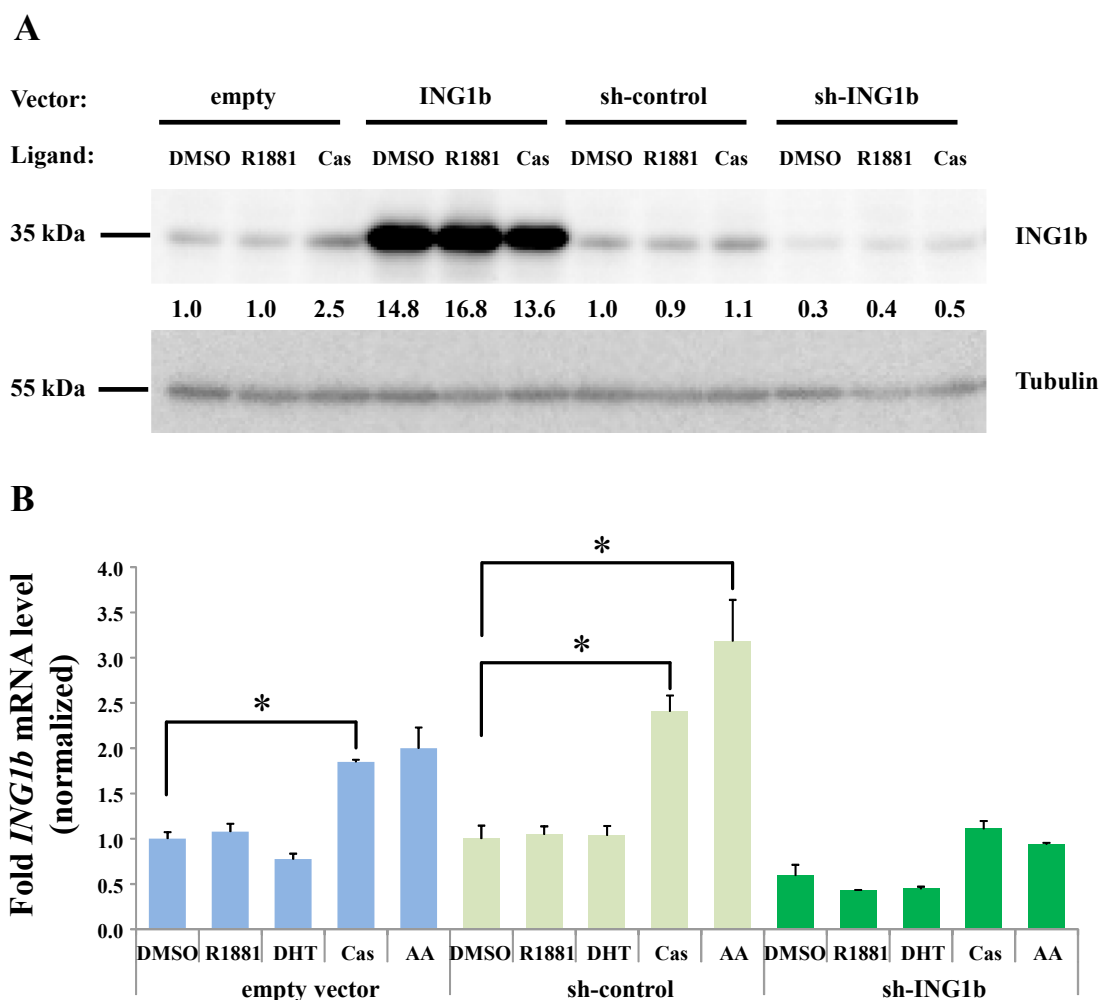 A
Vector: empty ING1b sh-control sh-ING1b
Ligand: DMSO R1881 Cas DMSO R1881 Cas DMSO R1881 Cas DMSO R1881 Cas
35 kDa ING1b
1.0 1.0 2.5 14.8 16.8 13.6 1.0 0.9 1.1 0.3 0.4 0.5
55 kDa Tubulin
B
Fold ING1b mRNA level
(normalized)
4.0
3.5
3.0
2.5
2.0
1.5
1.0
0.5
0.0
* * *
DMSO R1881 DHT Cas AA DMSO R1881 DHT Cas AA DMSO R1881 DHT Cas AA
empty vector sh-control sh-ING1b